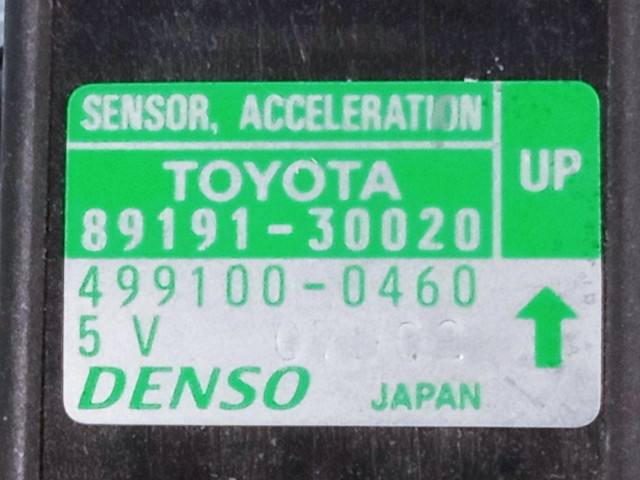 SENSOR, ACCELERATION
UP
TOYOTA
89191-30020
499100-0460
5 V
DENSO
JAPAN